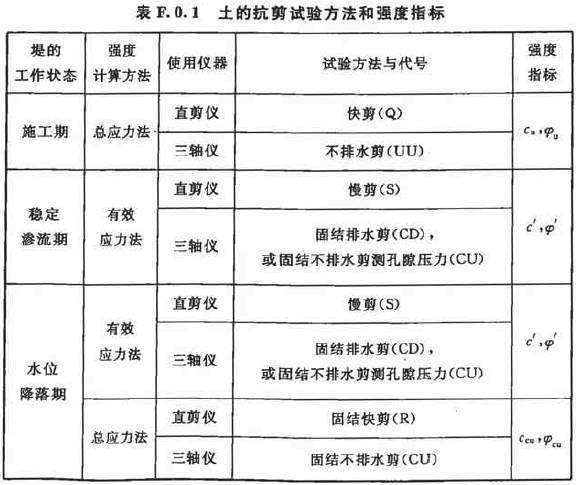 表 F.0.1 土的抗剪试验方法和强度指标
堤的
工作状态
强度
计算方法
使用仪器
试验方法与代号
强度
指标
施工期
总应力法
直剪仪
快剪(Q)
cu,φu
三轴仪
不排水剪(UU)
稳定
渗流期
有效
应力法
直剪仪
慢剪(S)
c′,φ′
三轴仪
固结排水剪(CD),
或固结不排水剪测孔隙压力(CU)
水位
降落期
有效
应力法
直剪仪
慢剪(S)
c′,φ′
三轴仪
固结排水剪(CD),
或固结不排水剪测孔隙压力(CU)
总应力法
直剪仪
固结快剪(R)
ccu,φcu
三轴仪
固结不排水剪(CU)